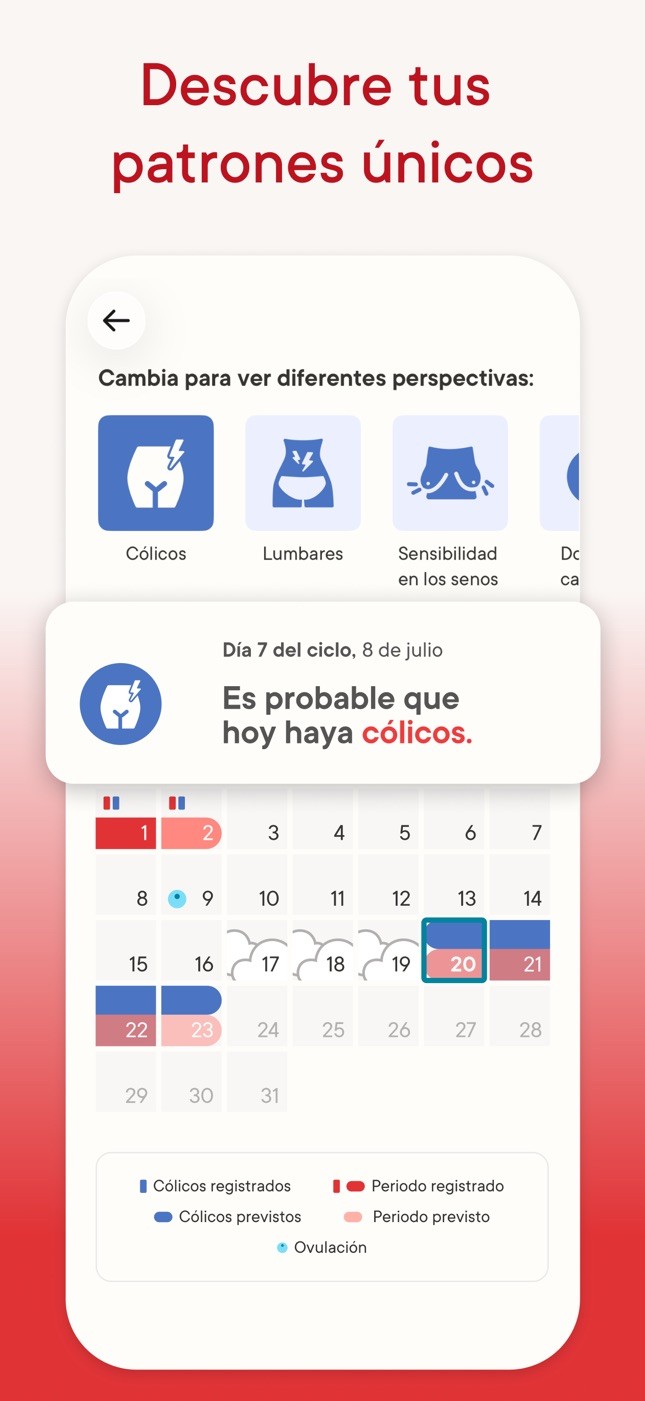 Descubre tus
patrones únicos
Cambia para ver diferentes perspectivas:
Cólicos
Lumbares
Sensibilidad
en los senos
Día 7 del ciclo, 8 de julio
Es probable que
hoy haya cólicos.
1 2 3 4 5 6 7
8 9 10 11 12 13 14
15 16 17 18 19 20 21
22 23 24 25 26 27 28
29 30 31
Cólicos registrados Periodo registrado
Cólicos previstos Periodo previsto
Ovulación